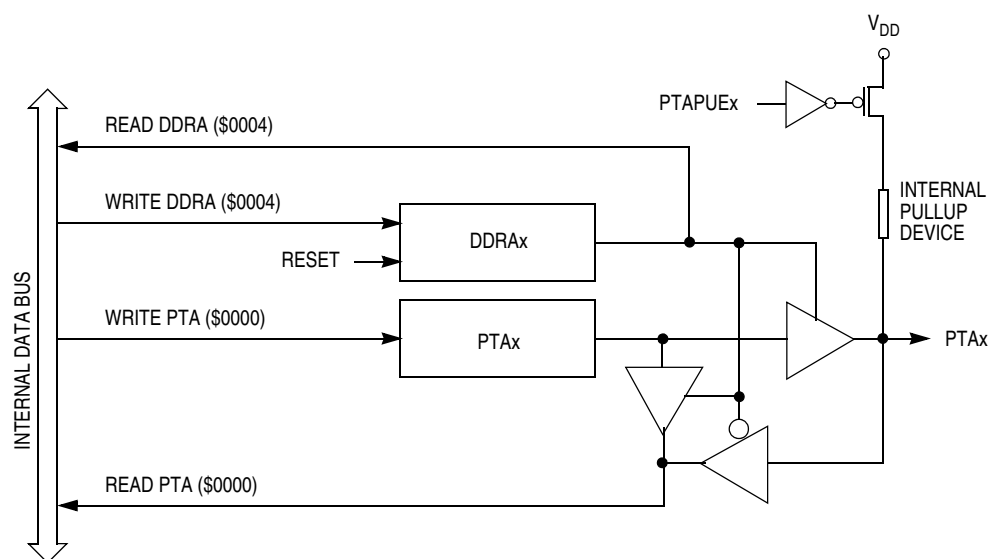 VDD
PTAPUEx
READ DDRA ($0004)
WRITE DDRA ($0004)
INTERNAL
PULLUP
DEVICE
DDRAx
RESET
INTERNAL DATA BUS
WRITE PTA ($0000)
PTAx
PTAx
READ PTA ($0000)